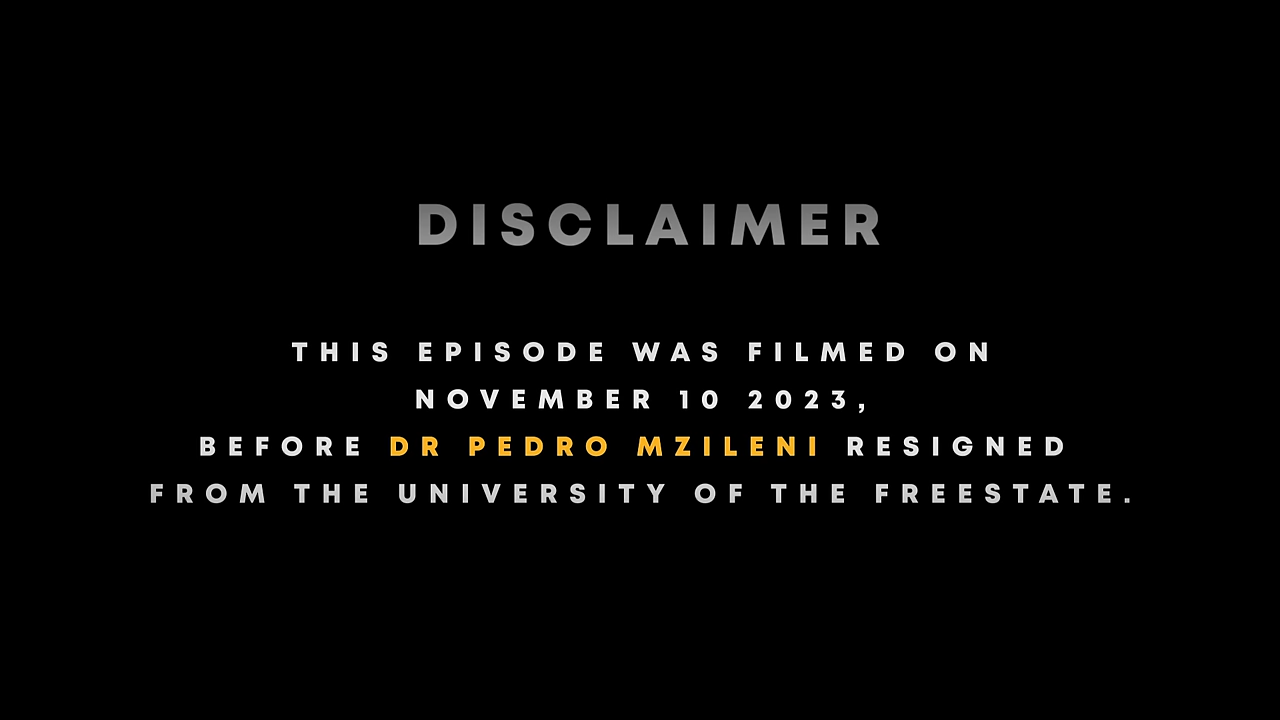 DISCLAIMER
THIS EPISODE WAS FILMED ON
NOVEMBER 10 2023,
BEFORE DR PEDRO MZILENI RESIGNED
FROM THE UNIVERSITY OF THE FREESTATE.